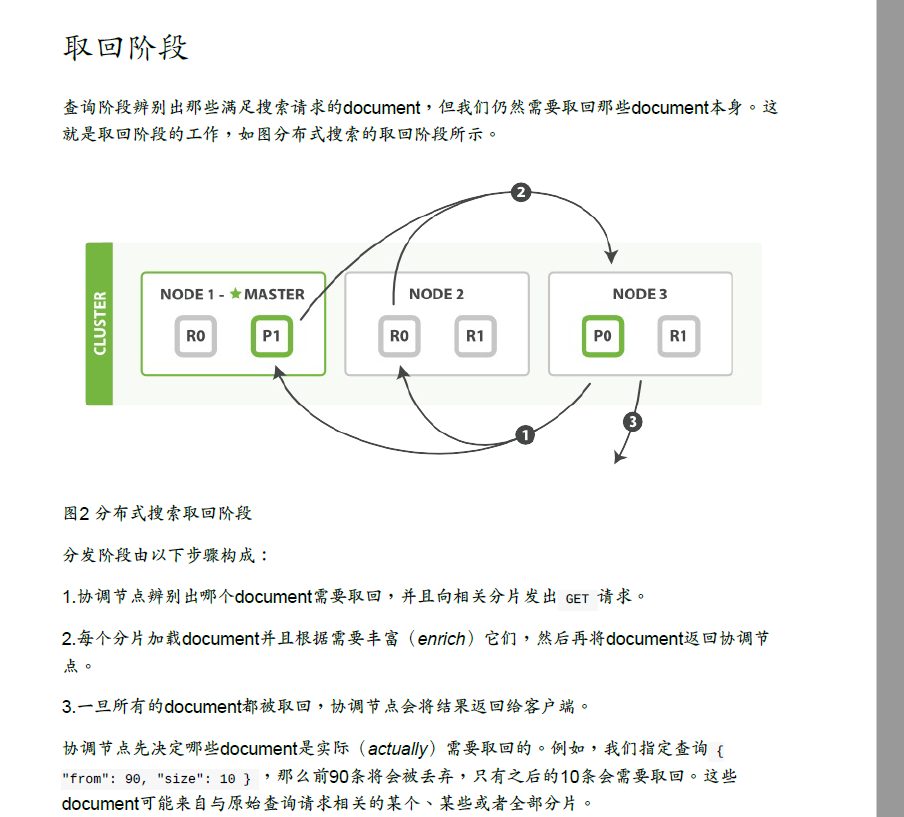 取回阶段
查询阶段辨别出那些满足搜索请求的document，但我们仍然需要取回那些document本身。这
就是取回阶段的工作，如图分布式搜索的取回阶段所示。
2
CLUSTER
NODE 1 - ★ MASTER
R0
P1
NODE 2
R0
R1
NODE 3
P0
R1
1
3
图2 分布式搜索取回阶段
分发阶段由以下步骤构成：
1.协调节点辨别出哪个document需要取回，并且向相关分片发出 GET 请求。
2.每个分片加载document并且根据需要丰富（enrich）它们，然后再将document返回协调节
点。
3.一旦所有的document都被取回，协调节点会将结果返回给客户端。
协调节点先决定哪些document是实际（actually）需要取回的。例如，我们指定查询 {
"from": 90, "size": 10 } ，那么前90条将会被丢弃，只有之后的10条会需要取回。这些
document可能来自与原始查询请求相关的某个、某些或者全部分片。